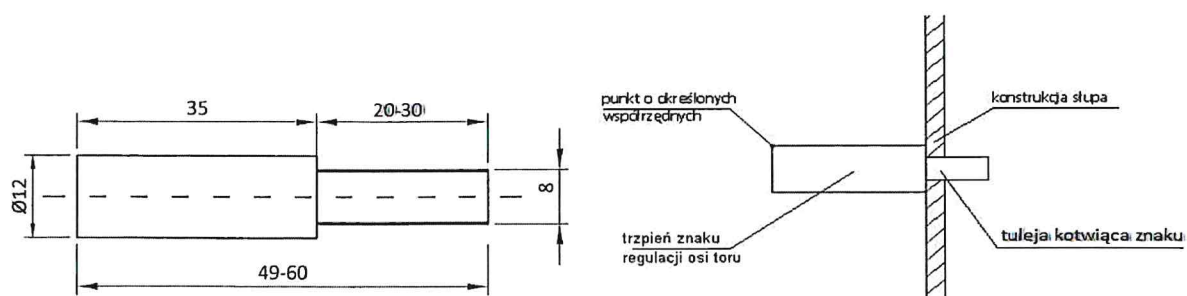 35
20-30
Ø12
8
49-60
punkt o określonych
współrzędnych
konstrukcja słupa
trzpień znaku
regulacji osi toru
tuleja kotwiąca znaku